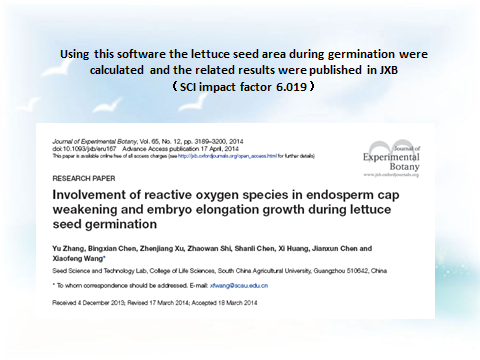 Using this software the lettuce seed area during germination were
calculated and the related results were published in JXB
( SCI impact factor 6.019 )
Journal of Experimental Botany, Vol. 65, No. 12, pp. 3189–3200, 2014
doi:10.1093/jxb/eru167 Advance Access publication 17 April, 2014
This paper is available online free of all access charges (see http://jxb.oxfordjournals.org/open_access.html for further details)
Journal of
Experimental
Botany
www.jxb.oxfordjournals.org
RESEARCH PAPER
Involvement of reactive oxygen species in endosperm cap
weakening and embryo elongation growth during lettuce
seed germination
Yu Zhang, Bingxian Chen, Zhenjiang Xu, Zhaowan Shi, Shanli Chen, Xi Huang, Jianxun Chen and
Xiaofeng Wang*
Seed Science and Technology Lab, College of Life Sciences, South China Agricultural University, Guangzhou 510642, China
* To whom correspondence should be addressed. E-mail: xfwang@scau.edu.cn
Received 4 December 2013; Revised 17 March 2014; Accepted 18 March 2014